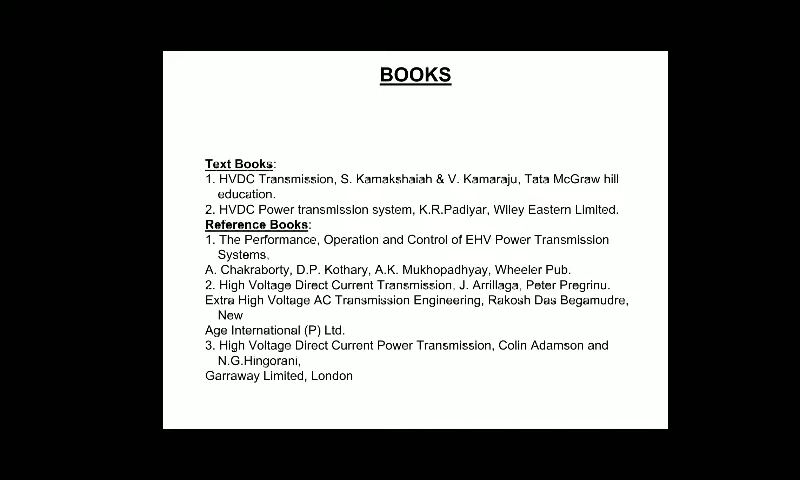 BOOKS
Text Books:
1. HVDC Transmission, S. Kamakshaiah & V. Kamaraju, Tata McGraw hill
education.
2. HVDC Power transmission system, K.R.Padiyar, Wiley Eastern Limited.
Reference Books:
1. The Performance, Operation and Control of EHV Power Transmission
Systems,
A. Chakraborty, D.P. Kothary, A.K. Mukhopadhyay, Wheeler Pub.
2. High Voltage Direct Current Transmission, J. Arrillaga, Peter Pregrinu.
Extra High Voltage AC Transmission Engineering, Rakosh Das Begamudre,
New
Age International (P) Ltd.
3. High Voltage Direct Current Power Transmission, Colin Adamson and
N.G.Hingorani,
Garraway Limited, London